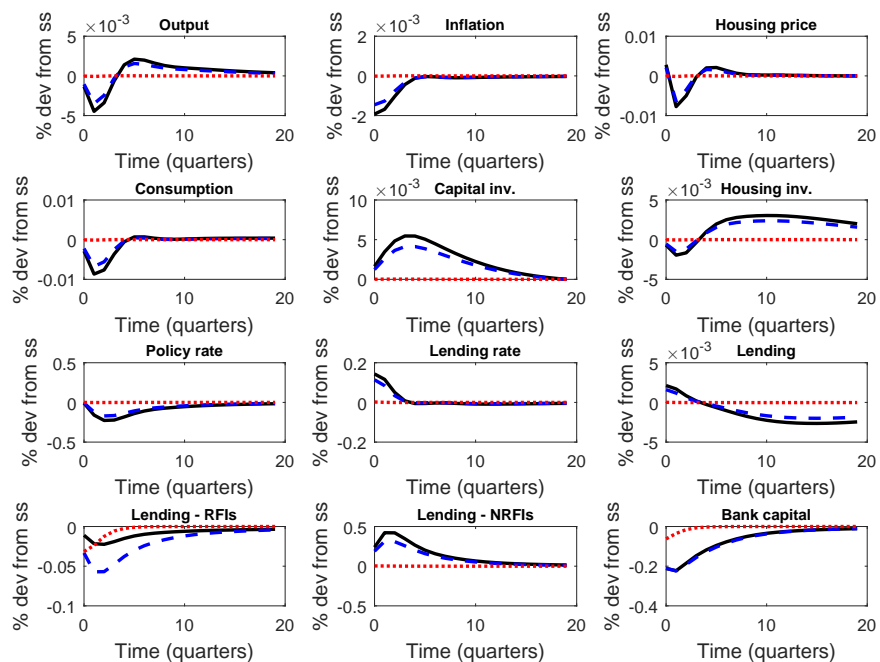 ×10⁻³ Output
% dev from ss
5
0
-5
0 10 20
Time (quarters)
×10⁻³ Inflation
% dev from ss
2
0
-2
0 10 20
Time (quarters)
Housing price
% dev from ss
0.01
0
-0.01
0 10 20
Time (quarters)
Consumption
% dev from ss
0.01
0
-0.01
0 10 20
Time (quarters)
×10⁻³ Capital inv.
% dev from ss
10
5
0
0 10 20
Time (quarters)
×10⁻³ Housing inv.
% dev from ss
5
0
-5
0 10 20
Time (quarters)
Policy rate
% dev from ss
0.5
0
-0.5
0 10 20
Time (quarters)
Lending rate
% dev from ss
0.2
0
0.2
0 10 20
Time (quarters)
×10⁻³ Lending
% dev from ss
5
0
-5
0 10 20
Time (quarters)
Lending - RFIs
% dev from ss
0
-0.05
-0.1
0 10 20
Time (quarters)
Lending - NRFIs
% dev from ss
0.5
0
-0.5
0 10 20
Time (quarters)
Bank capital
% dev from ss
0
-0.2
-0.4
0 10 20
Time (quarters)